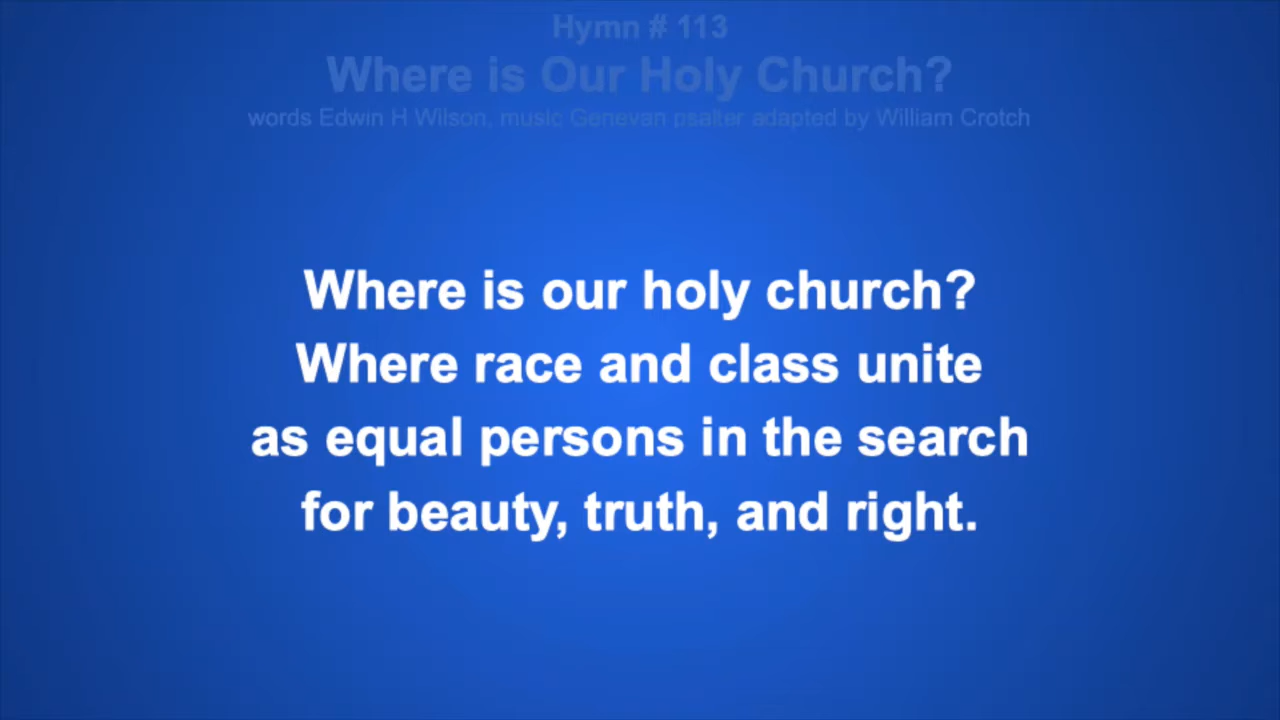 Hymn # 113
Where is Our Holy Church?
words Edwin H Wilson, music Genevan psalter adapted by William Crotch
Where is our holy church?
Where race and class unite
as equal persons in the search
for beauty, truth, and right.